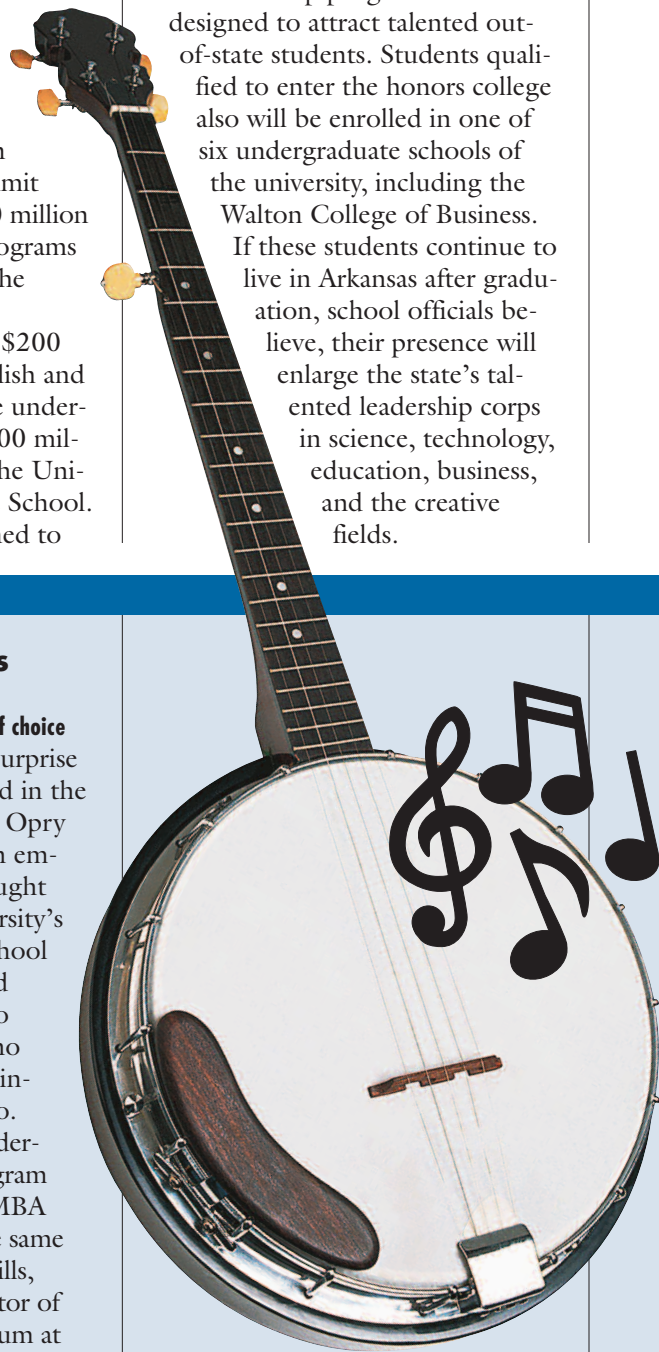 mit
million
ograms
he
$200
lish and
e under-
00 mil-
he Uni-
School.
ed to
designed to attract talented out-
of-state students. Students quali-
fied to enter the honors college
also will be enrolled in one of
six undergraduate schools of
the university, including the
Walton College of Business.
If these students continue to
live in Arkansas after gradu-
ation, school officials be-
lieve, their presence will
enlarge the state's tal-
ented leadership corps
in science, technology,
education, business,
and the creative
fields.
s
f choice
urprise
d in the
Opry
n em-
ught
rsity's
hool
d
o
no
in-
o.
der-
gram
MBA
same
ills,
tor of
um at